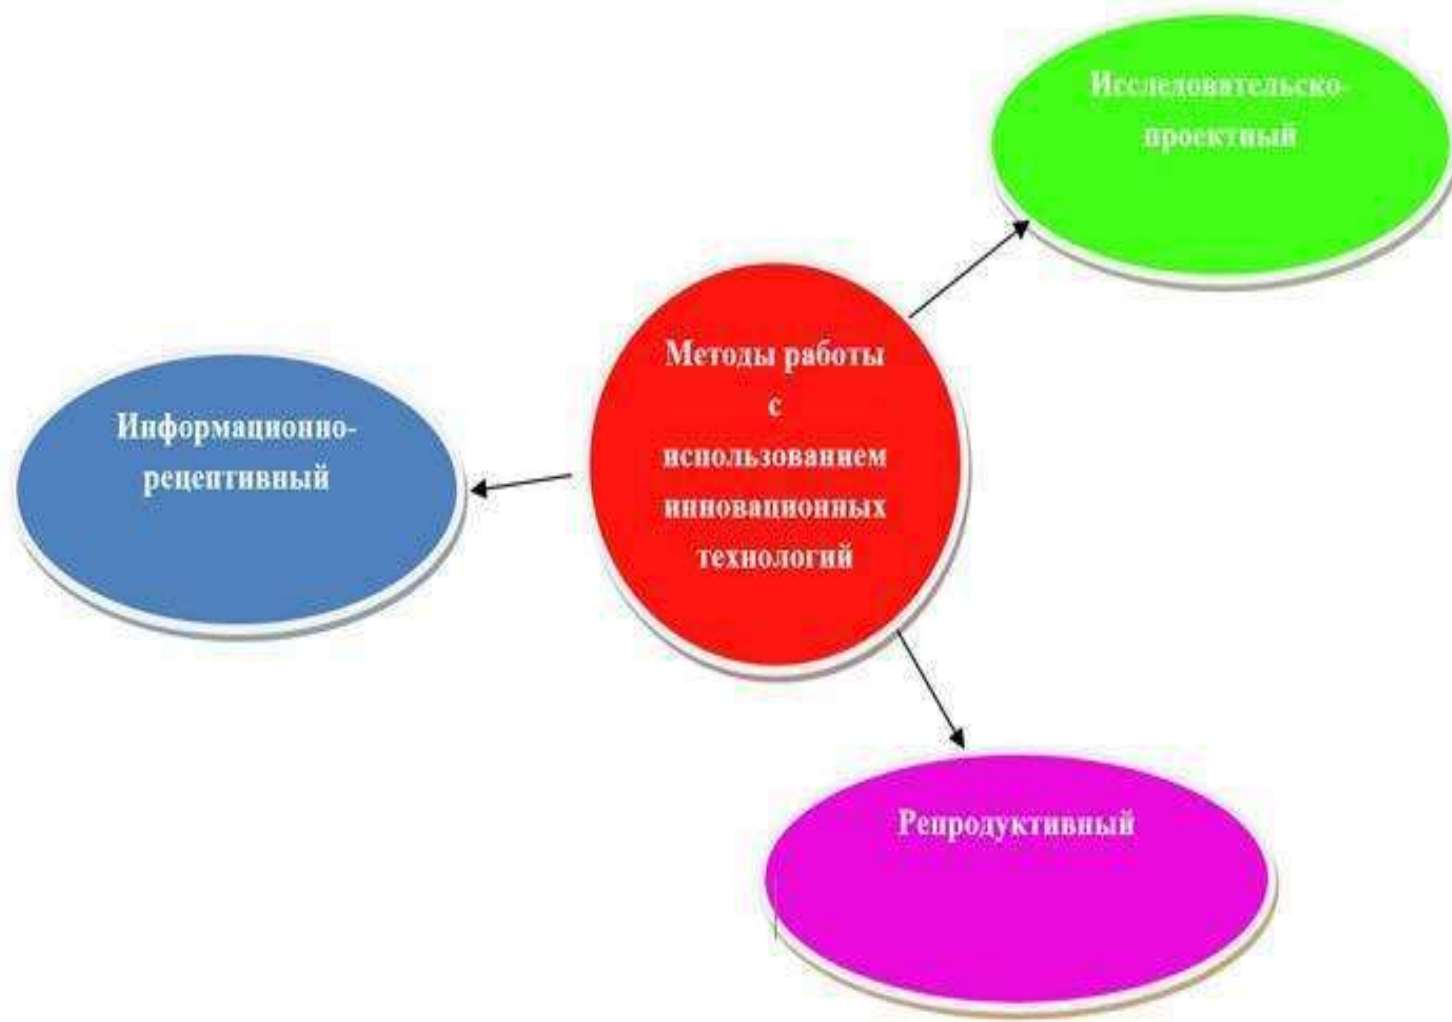 Исследовательско-
проектный
Методы работы
с
использованием
инновационных
технологий
Информационно-
рецептивный
Репродуктивный